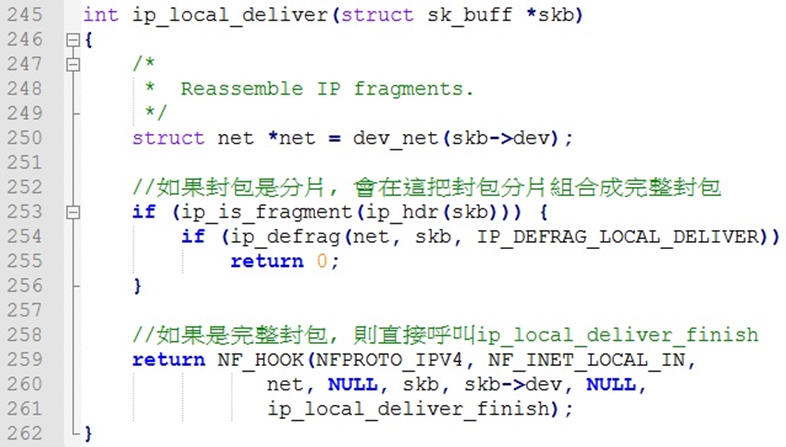 245 int ip_local_deliver(struct sk_buff *skb)
246 {
247 /*
248 * Reassemble IP fragments.
249 */
250 struct net *net = dev_net(skb->dev);
251
252 //如果封包是分片, 會在這把封包分片組合成完整封包
253 if (ip_is_fragment(ip_hdr(skb))) {
254 if (ip_defrag(net, skb, IP_DEFRAG_LOCAL_DELIVER))
255 return 0;
256 }
257
258 //如果是完整封包, 則直接呼叫ip_local_deliver_finish
259 return NF_HOOK(NFPROTO_IPV4, NF_INET_LOCAL_IN,
260 net, NULL, skb, skb->dev, NULL,
261 ip_local_deliver_finish);
262 }